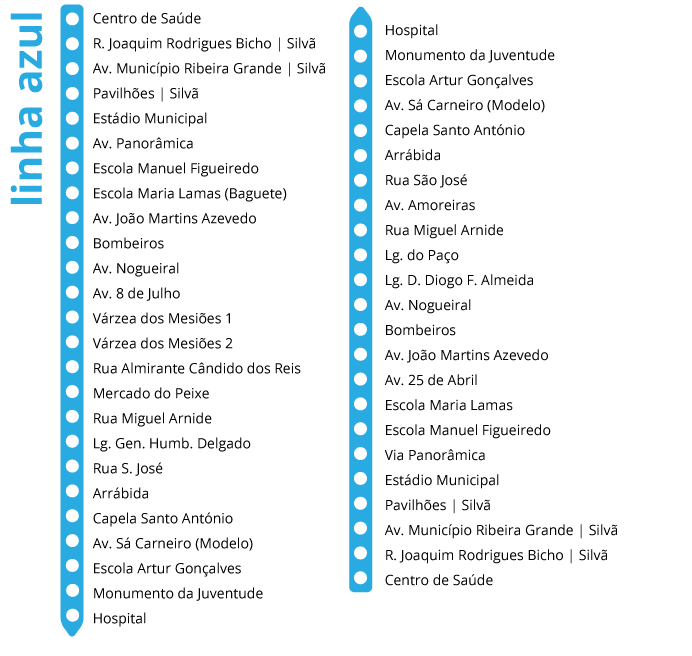 linha azul
Centro de Saúde
R. Joaquim Rodrigues Bicho | Silvã
Av. Município Ribeira Grande | Silvã
Pavilhões | Silvã
Estádio Municipal
Av. Panorâmica
Escola Manuel Figueiredo
Escola Maria Lamas (Baguete)
Av. João Martins Azevedo
Bombeiros
Av. Nogueiral
Av. 8 de Julho
Várzea dos Mesiões 1
Várzea dos Mesiões 2
Rua Almirante Cândido dos Reis
Mercado do Peixe
Rua Miguel Arnide
Lg. Gen. Humb. Delgado
Rua S. José
Arrábida
Capela Santo António
Av. Sá Carneiro (Modelo)
Escola Artur Gonçalves
Monumento da Juventude
Hospital
Hospital
Monumento da Juventude
Escola Artur Gonçalves
Av. Sá Carneiro (Modelo)
Capela Santo António
Arrábida
Rua São José
Av. Amoreiras
Rua Miguel Arnide
Lg. do Paço
Lg. D. Diogo F. Almeida
Av. Nogueiral
Bombeiros
Av. João Martins Azevedo
Av. 25 de Abril
Escola Maria Lamas
Escola Manuel Figueiredo
Via Panorâmica
Estádio Municipal
Pavilhões | Silvã
Av. Município Ribeira Grande | Silvã
R. Joaquim Rodrigues Bicho | Silvã
Centro de Saúde